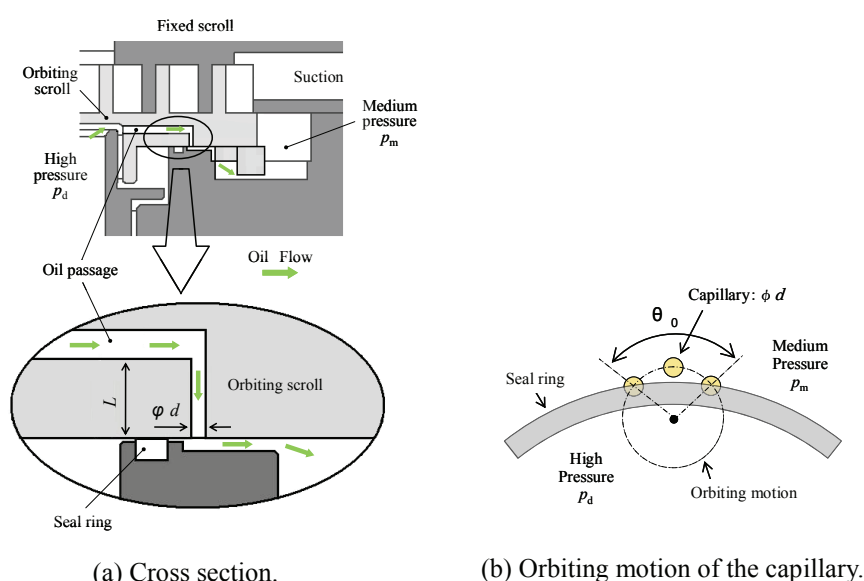 Fixed scroll
Orbiting
scroll
Suction
Medium
pressure
pm
High
pressure
pd
Oil passage
Oil Flow
L
φ d
Orbiting scroll
Seal ring
(a) Cross section.
Capillary: ϕ d
θ0
Medium
Pressure
pm
Seal ring
High
Pressure
pd
Orbiting motion
(b) Orbiting motion of the capillary.